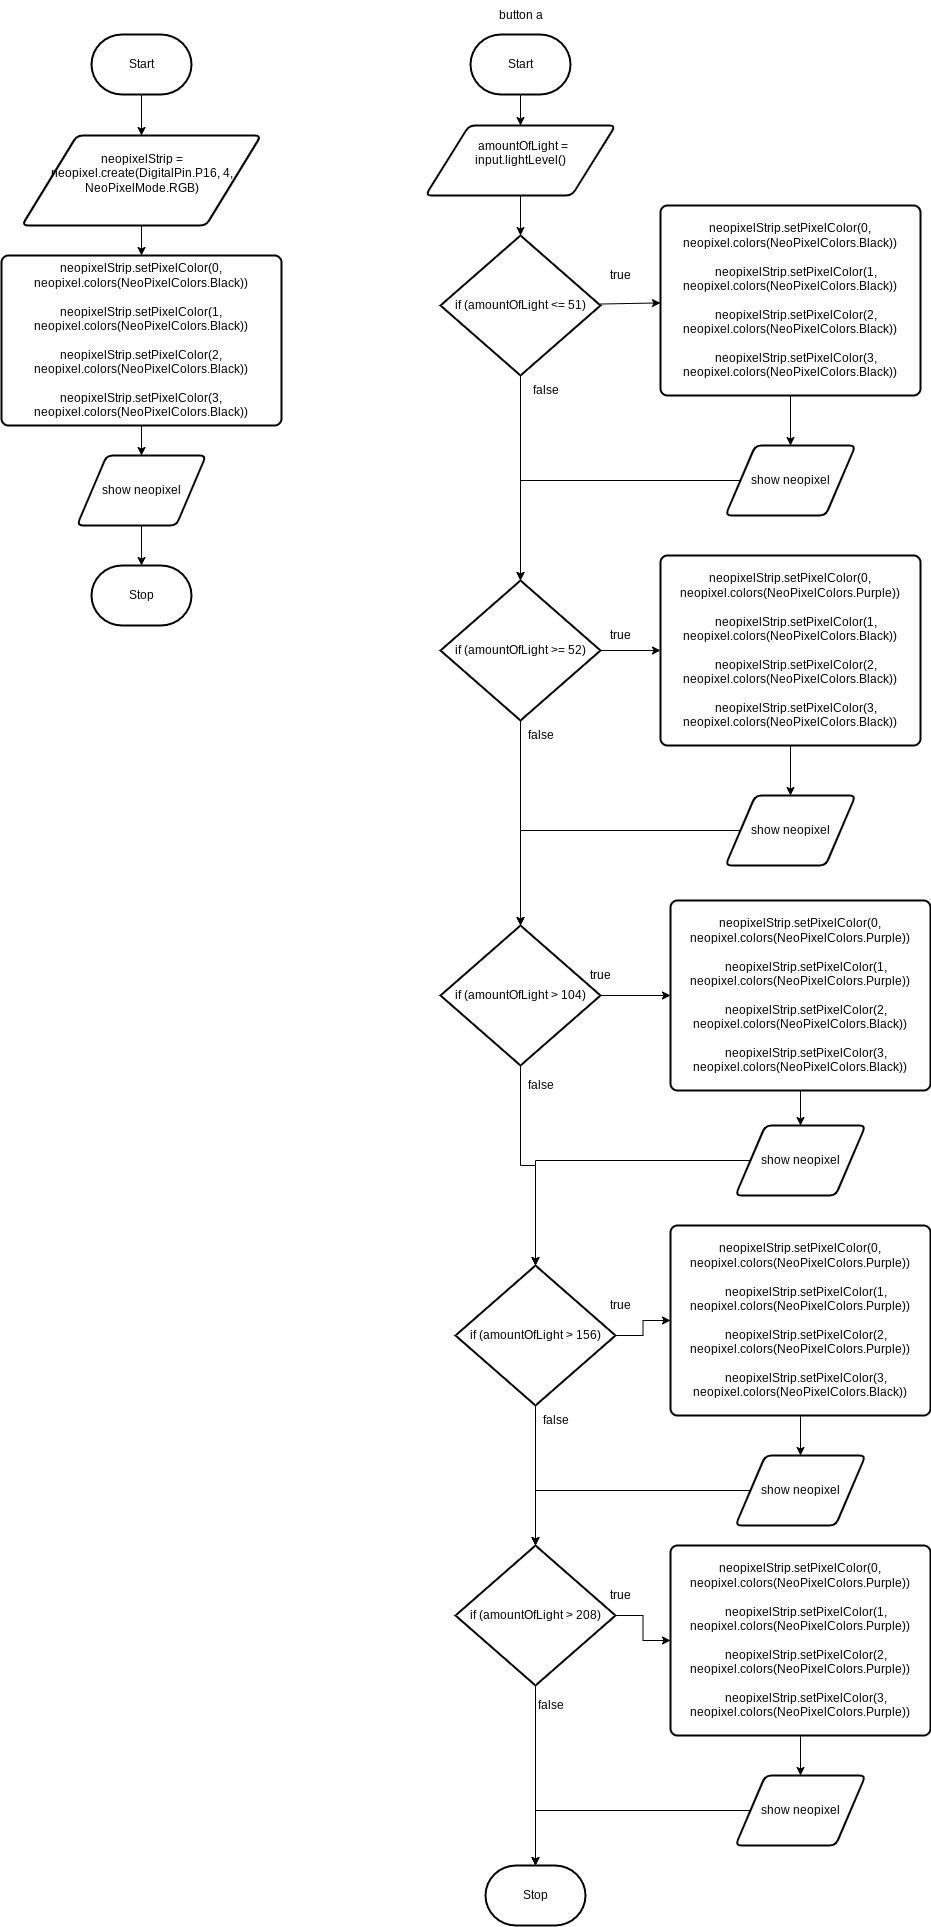 Start
neopixelStrip =
neopixel.create(DigitalPin.P16, 4,
NeoPixelMode.RGB)
neopixelStrip.setPixelColor(0,
neopixel.colors(NeoPixelColors.Black))
neopixelStrip.setPixelColor(1,
neopixel.colors(NeoPixelColors.Black))
neopixelStrip.setPixelColor(2,
neopixel.colors(NeoPixelColors.Black))
neopixelStrip.setPixelColor(3,
neopixel.colors(NeoPixelColors.Black))
show neopixel
Stop
button a
Start
amountOfLight =
input.lightLevel()
if (amountOfLight <= 51)
true
neopixelStrip.setPixelColor(0,
neopixel.colors(NeoPixelColors.Black))
neopixelStrip.setPixelColor(1,
neopixel.colors(NeoPixelColors.Black))
neopixelStrip.setPixelColor(2,
neopixel.colors(NeoPixelColors.Black))
neopixelStrip.setPixelColor(3,
neopixel.colors(NeoPixelColors.Black))
false
show neopixel
if (amountOfLight >= 52)
true
neopixelStrip.setPixelColor(0,
neopixel.colors(NeoPixelColors.Purple))
neopixelStrip.setPixelColor(1,
neopixel.colors(NeoPixelColors.Black))
neopixelStrip.setPixelColor(2,
neopixel.colors(NeoPixelColors.Black))
neopixelStrip.setPixelColor(3,
neopixel.colors(NeoPixelColors.Black))
false
show neopixel
if (amountOfLight > 104)
true
neopixelStrip.setPixelColor(0,
neopixel.colors(NeoPixelColors.Purple))
neopixelStrip.setPixelColor(1,
neopixel.colors(NeoPixelColors.Purple))
neopixelStrip.setPixelColor(2,
neopixel.colors(NeoPixelColors.Black))
neopixelStrip.setPixelColor(3,
neopixel.colors(NeoPixelColors.Black))
false
show neopixel
if (amountOfLight > 156)
true
neopixelStrip.setPixelColor(0,
neopixel.colors(NeoPixelColors.Purple))
neopixelStrip.setPixelColor(1,
neopixel.colors(NeoPixelColors.Purple))
neopixelStrip.setPixelColor(2,
neopixel.colors(NeoPixelColors.Purple))
neopixelStrip.setPixelColor(3,
neopixel.colors(NeoPixelColors.Black))
false
show neopixel
if (amountOfLight > 208)
true
neopixelStrip.setPixelColor(0,
neopixel.colors(NeoPixelColors.Purple))
neopixelStrip.setPixelColor(1,
neopixel.colors(NeoPixelColors.Purple))
neopixelStrip.setPixelColor(2,
neopixel.colors(NeoPixelColors.Purple))
neopixelStrip.setPixelColor(3,
neopixel.colors(NeoPixelColors.Purple))
false
show neopixel
Stop